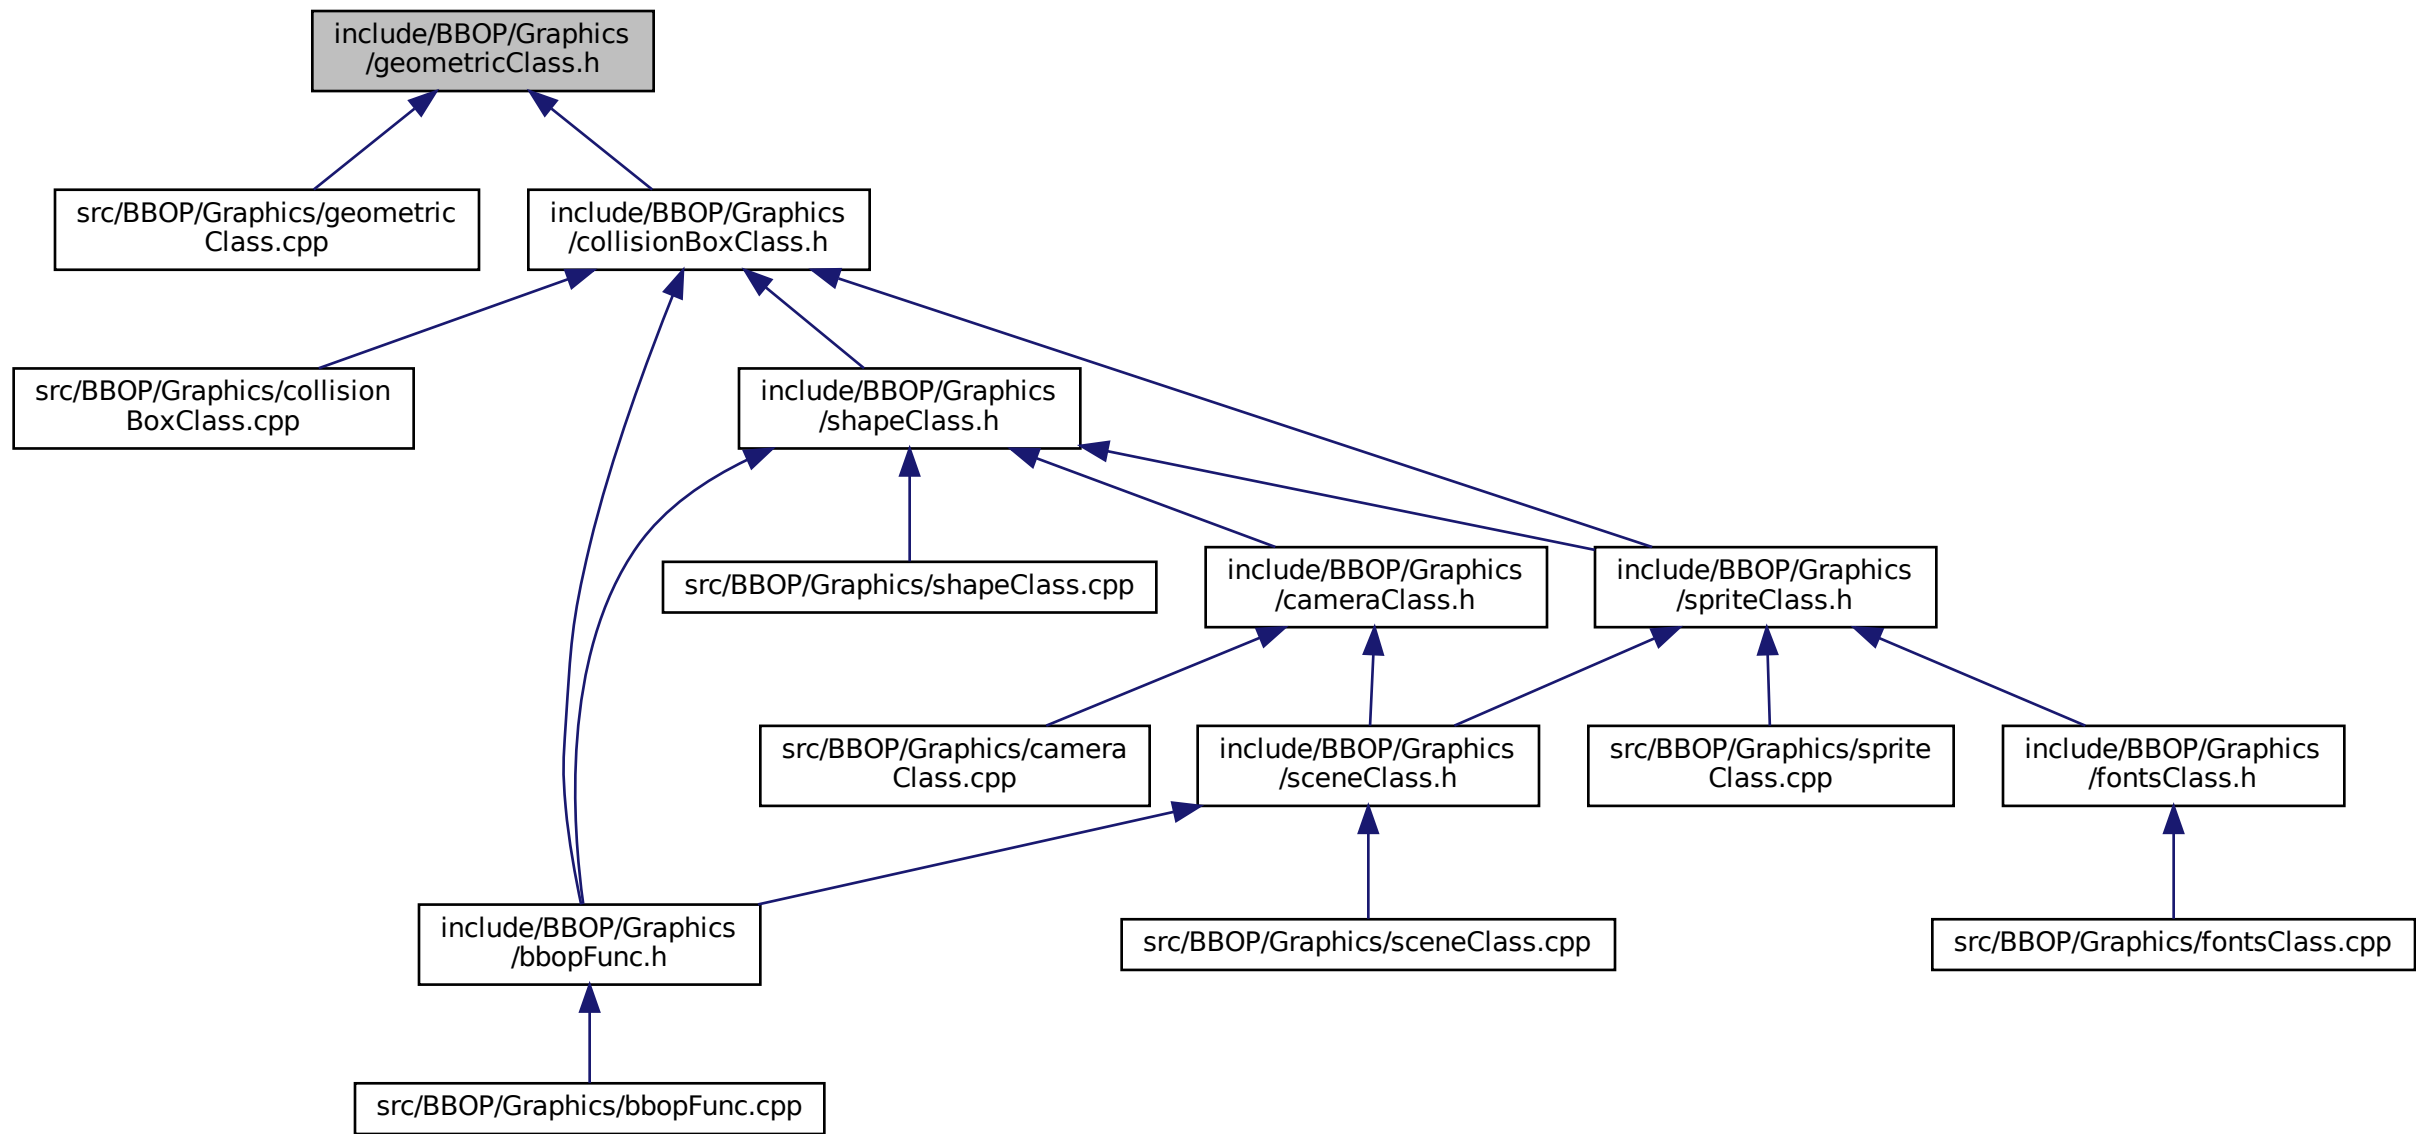 include/BBOP/Graphics
/geometricClass.h
src/BBOP/Graphics/geometric
Class.cpp
include/BBOP/Graphics
/collisionBoxClass.h
src/BBOP/Graphics/collision
BoxClass.cpp
include/BBOP/Graphics
/shapeClass.h
src/BBOP/Graphics/shapeClass.cpp
include/BBOP/Graphics
/cameraClass.h
include/BBOP/Graphics
/spriteClass.h
src/BBOP/Graphics/camera
Class.cpp
include/BBOP/Graphics
/sceneClass.h
src/BBOP/Graphics/sprite
Class.cpp
include/BBOP/Graphics
/fontsClass.h
include/BBOP/Graphics
/bbopFunc.h
src/BBOP/Graphics/sceneClass.cpp
src/BBOP/Graphics/fontsClass.cpp
src/BBOP/Graphics/bbopFunc.cpp